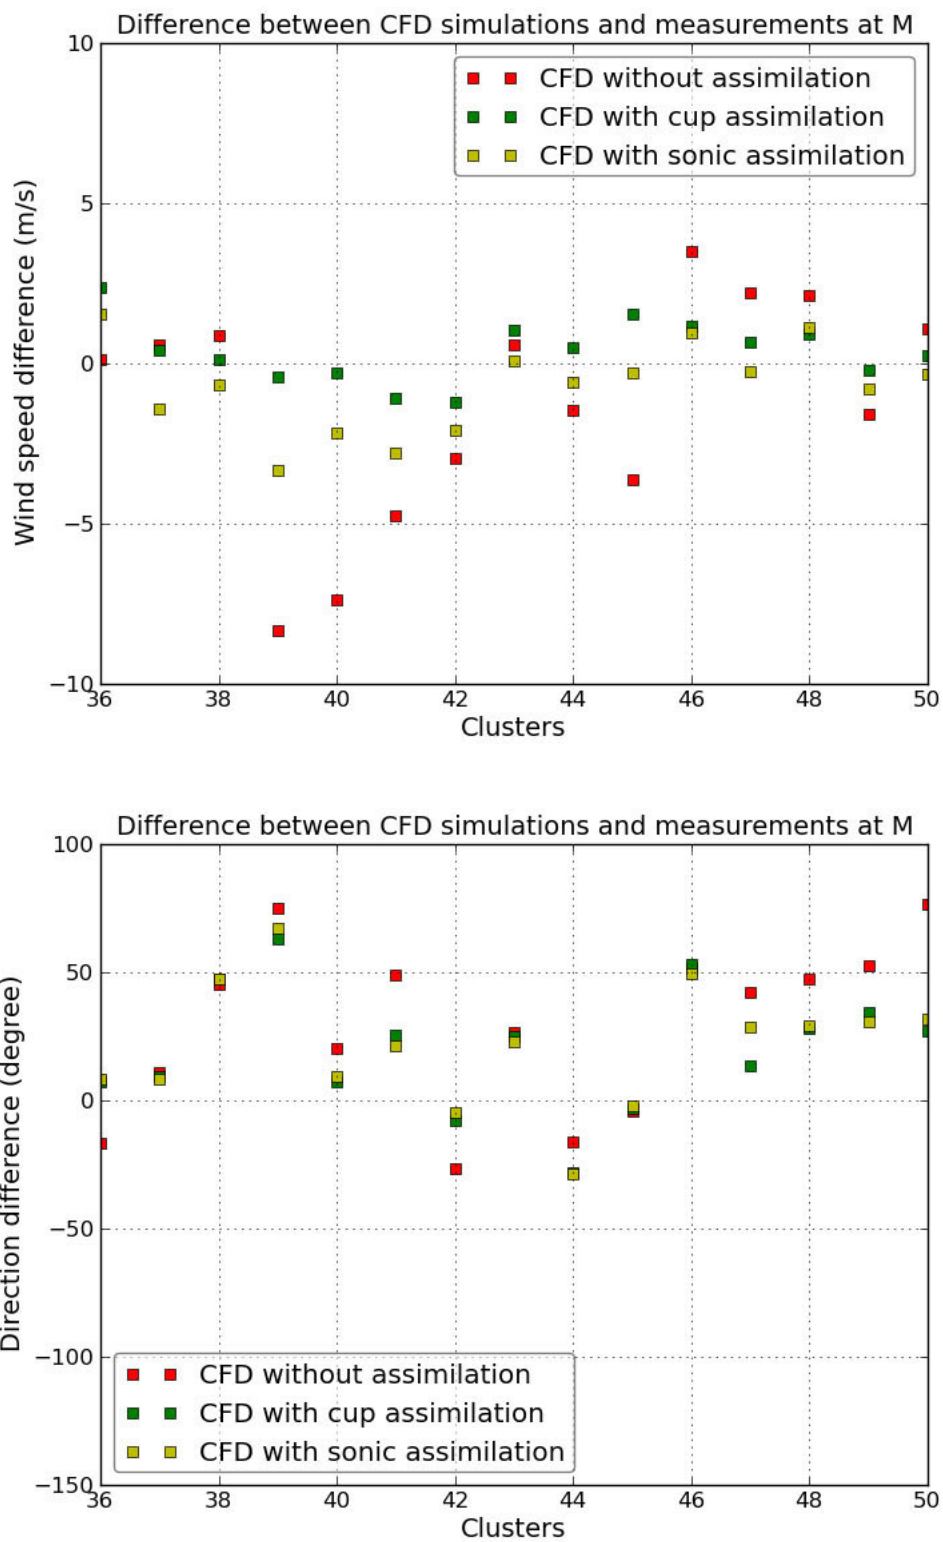 Difference between CFD simulations and measurements at M
10
CFD without assimilation
CFD with cup assimilation
CFD with sonic assimilation
5
0
−5
−10
Wind speed difference (m/s)
36 38 40 42 44 46 48 50
Clusters
Difference between CFD simulations and measurements at M
100
50
0
−50
−100
−150
Direction difference (degree)
CFD without assimilation
CFD with cup assimilation
CFD with sonic assimilation
36 38 40 42 44 46 48 50
Clusters